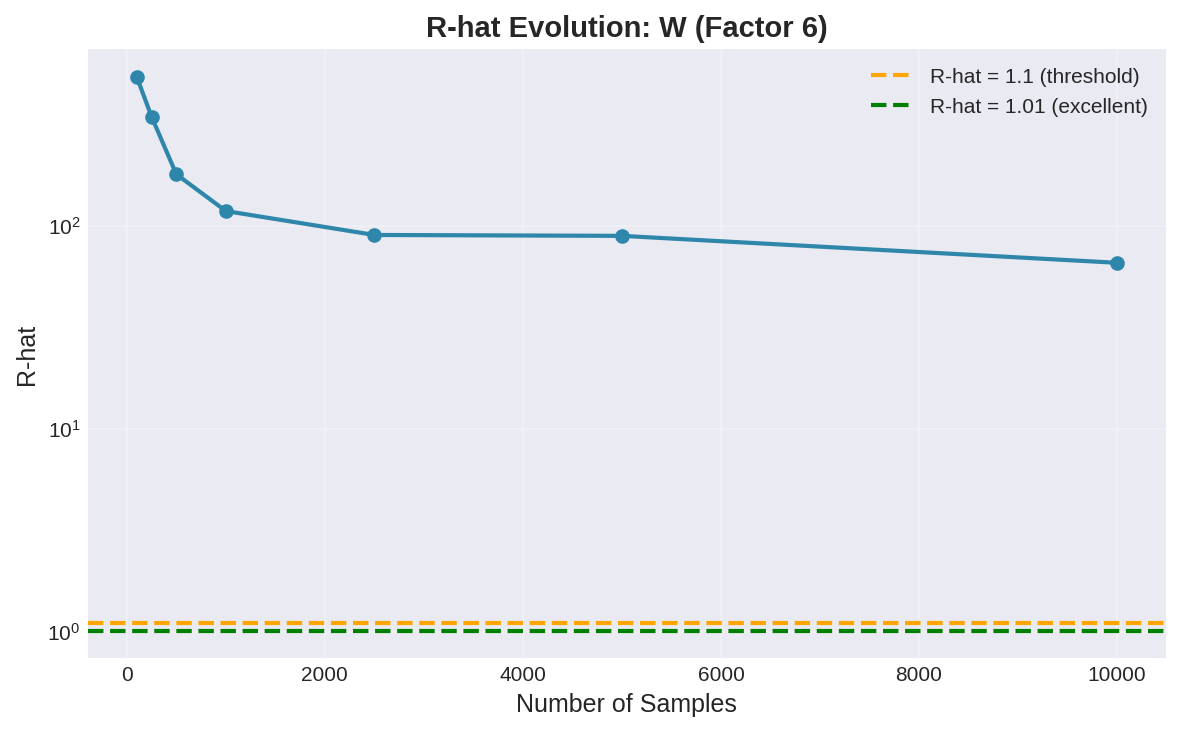 R-hat Evolution: W (Factor 6)
R-hat = 1.1 (threshold)
R-hat = 1.01 (excellent)
10²
10¹
10⁰
R-hat
0 2000 4000 6000 8000 10000
Number of Samples